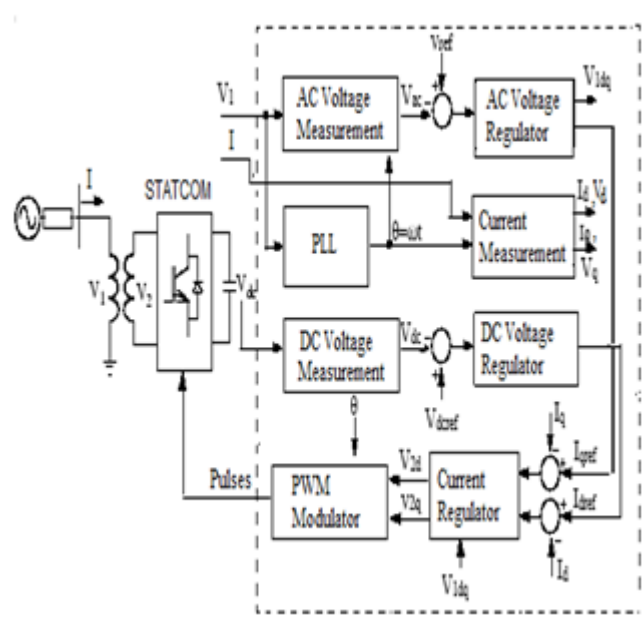 I
STATCOM
V1
V2
Vdc
V1
I
AC Voltage
Measurement
Vac
Vref
+
−
AC Voltage
Regulator
V1dq
PLL
θ=ωt
Current
Measurement
Id, Vd
Iq,
Vq
DC Voltage
Measurement
Vdc
−
+
Vdcref
DC Voltage
Regulator
θ
Iq
−
+
Iqref
Pulses
PWM
Modulator
V2d
V2q
Current
Regulator
+
Idref
−
Id
V1dq